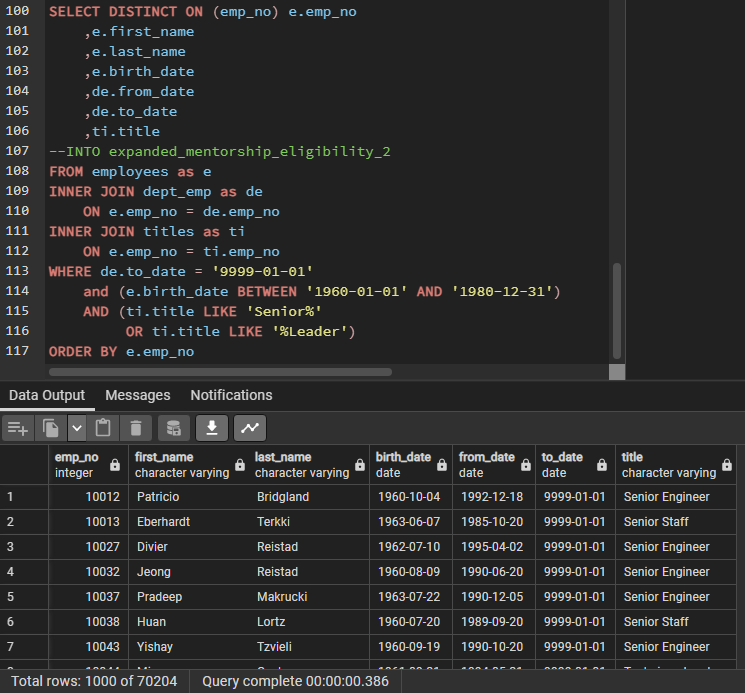 100 SELECT DISTINCT ON (emp_no) e.emp_no
101 ,e.first_name
102 ,e.last_name
103 ,e.birth_date
104 ,de.from_date
105 ,de.to_date
106 ,ti.title
107 --INTO expanded_mentorship_eligibility_2
108 FROM employees as e
109 INNER JOIN dept_emp as de
110 ON e.emp_no = de.emp_no
111 INNER JOIN titles as ti
112 ON e.emp_no = ti.emp_no
113 WHERE de.to_date = '9999-01-01'
114 and (e.birth_date BETWEEN '1960-01-01' AND '1980-12-31')
115 AND (ti.title LIKE 'Senior%'
116 OR ti.title LIKE '%Leader')
117 ORDER BY e.emp_no
Data Output Messages Notifications
emp_no first_name last_name birth_date from_date to_date title
integer character varying character varying date date date character varying
1 10012 Patricio Bridgland 1960-10-04 1992-12-18 9999-01-01 Senior Engineer
2 10013 Eberhardt Terkki 1963-06-07 1985-10-20 9999-01-01 Senior Staff
3 10027 Divier Reistad 1962-07-10 1995-04-02 9999-01-01 Senior Engineer
4 10032 Jeong Reistad 1960-08-09 1990-06-20 9999-01-01 Senior Engineer
5 10037 Pradeep Makrucki 1963-07-22 1990-12-05 9999-01-01 Senior Engineer
6 10038 Huan Lortz 1960-07-20 1989-09-20 9999-01-01 Senior Staff
7 10043 Yishay Tzvieli 1960-09-19 1990-10-20 9999-01-01 Senior Engineer
Total rows: 1000 of 70204 Query complete 00:00:00.386